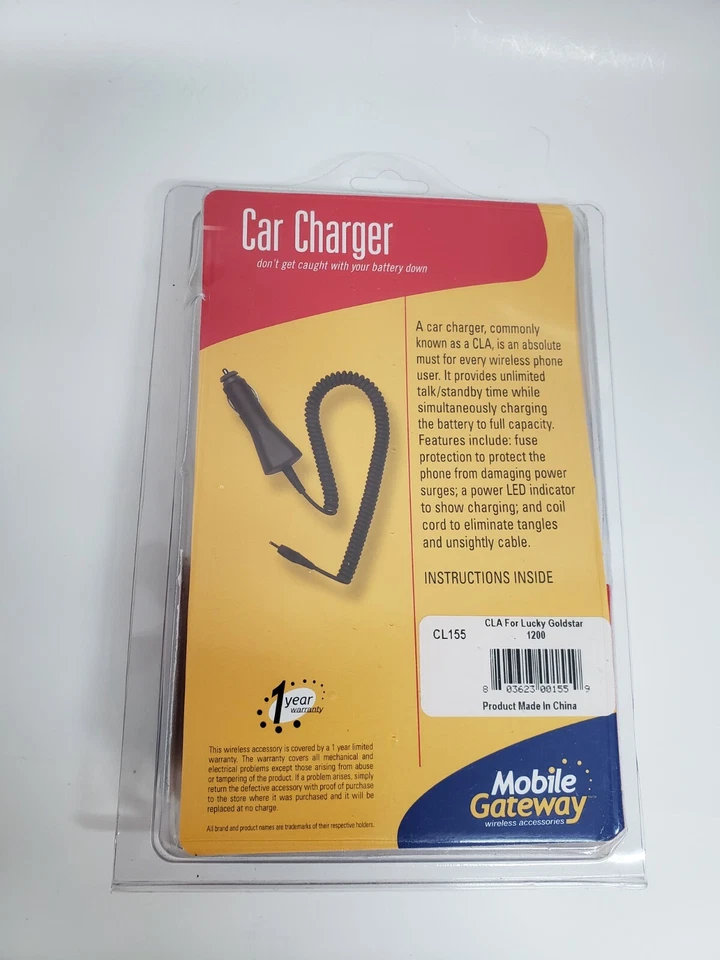 Car Charger
don't get caught with your battery down
A car charger, commonly
known as a CLA, is an absolute
must for every wireless phone
user. It provides unlimited
talk/standby time while
simultaneously charging
the battery to full capacity.
Features include: fuse
protection to protect the
phone from damaging power
surges; a power LED indicator
to show charging; and coil
cord to eliminate tangles
and unsightly cable.
INSTRUCTIONS INSIDE
CL155
CLA For Lucky Goldstar
1200
8 03623 00155 9
Product Made In China
1 year
warranty
This wireless accessory is covered by a 1 year limited
warranty. The warranty covers all mechanical and
electrical problems except those arising from abuse
or tampering of the product. If a problem arises, simply
return the defective accessory with proof of purchase
to the store where it was purchased and it will be
replaced at no charge.
All brand and product names are trademarks of their respective holders.
Mobile
Gateway
wireless accessories